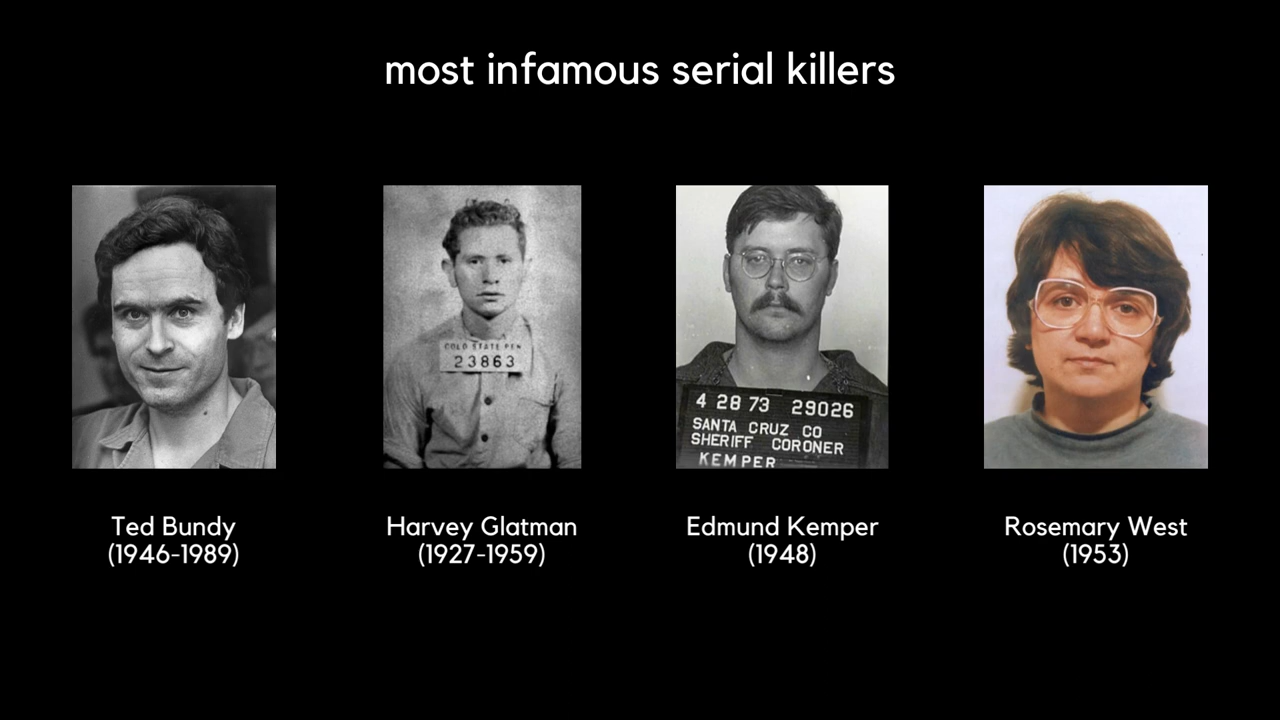 most infamous serial killers
COLO STATE PEN
23863
4 28 73 29026
SANTA CRUZ CO
SHERIFF CORONER
KEMPER
Ted Bundy
(1946-1989)
Harvey Glatman
(1927-1959)
Edmund Kemper
(1948)
Rosemary West
(1953)